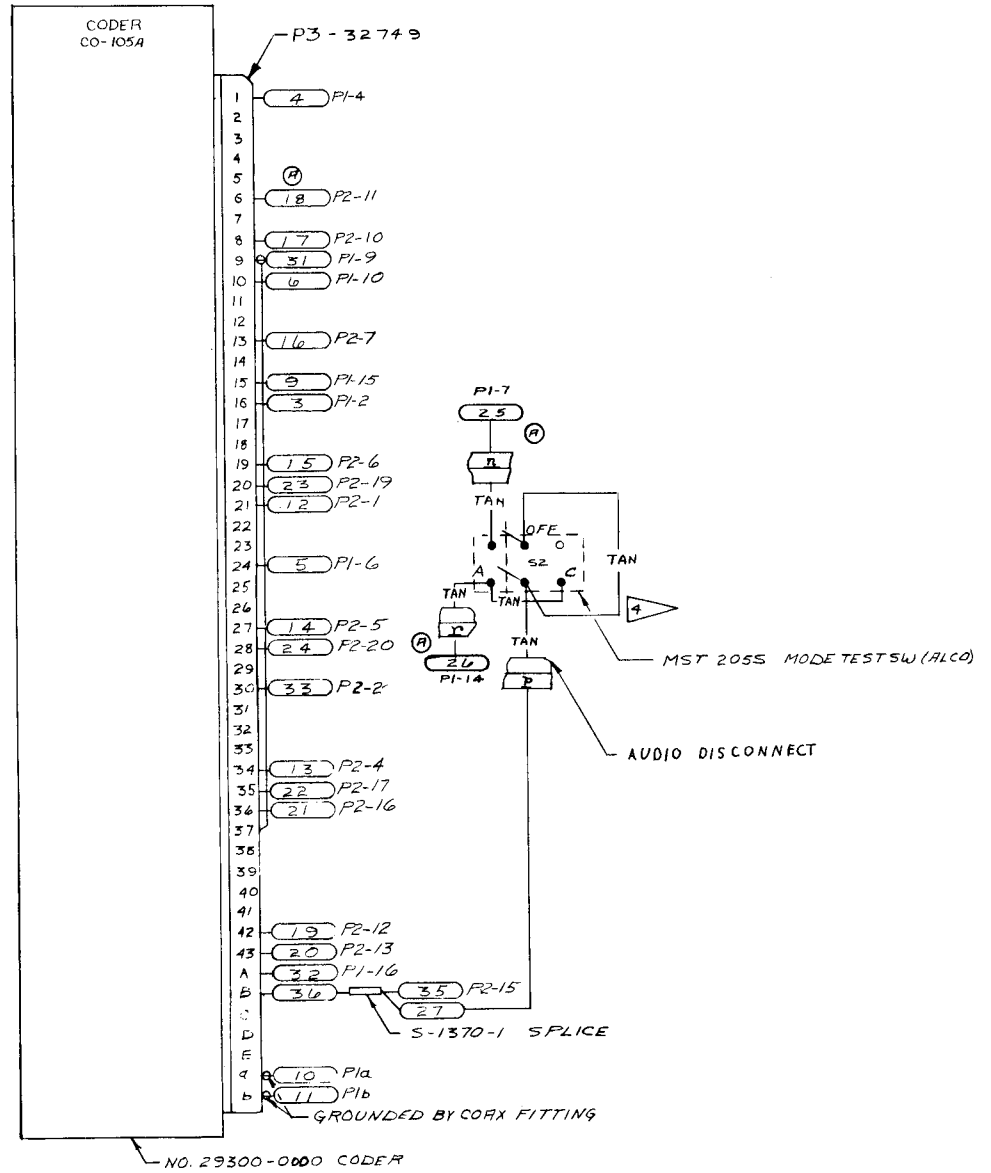 CODER
CO-105A
P3-32749
1 4 P1-4
2
3
4
5 A
6 18 P2-11
7
8 17 P2-10
9 31 P1-9
10 6 P1-10
11
12
13 16 P2-7
14
15 9 P1-15
16 3 P1-2
17
18
19 15 P2-6
20 23 P2-19
21 12 P2-1
22
23
24 5 P1-6
25
26
27 14 P2-5
28 24 P2-20
29
30 33 P2-2
31
32
33
34 13 P2-4
35 22 P2-17
36 21 P2-16
37
38
39
40
41
42 19 P2-12
43 20 P2-13
A 32 P1-16
B 36 35 P2-15
27
C
D
E
S-1370-1 SPLICE
a 10 P1a
b 11 P1b
GROUNDED BY COAX FITTING
NO. 29300-0000 CODER
P1-7
25
A
n
TAN
OFF
S2
A C
TAN
TAN
TAN
4
r
A
26
P1-14
TAN
P
MST 205S MODE TEST SW (ALCO)
AUDIO DISCONNECT